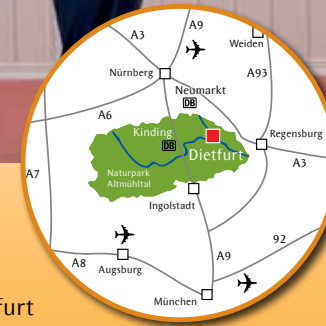 A9
A3
Weiden
Nürnberg
A93
Neumarkt
DB
A6
Kinding
DB
Regensburg
Dietfurt
A3
A7
Naturpark
Altmühltal
Ingolstadt
92
A9
A8
Augsburg
München
furt